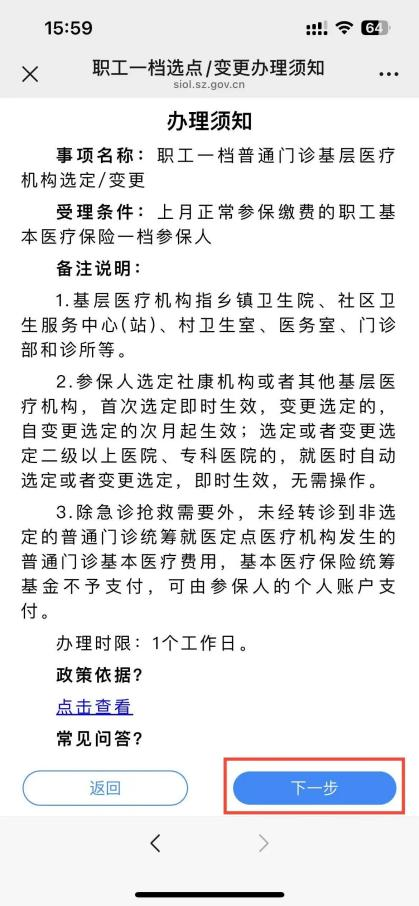 15:59
64
职工一档选点/变更办理须知
siol.sz.gov.cn
办理须知
事项名称：职工一档普通门诊基层医疗
机构选定/变更
受理条件：上月正常参保缴费的职工基
本医疗保险一档参保人
备注说明：
1.基层医疗机构指乡镇卫生院、社区卫
生服务中心(站)、村卫生室、医务室、门诊
部和诊所等。
2.参保人选定社康机构或者其他基层医
疗机构，首次选定即时生效，变更选定的，
自变更选定的次月起生效；选定或者变更选
定二级以上医院、专科医院的，就医时自动
选定或者变更选定，即时生效，无需操作。
3.除急诊抢救需要外，未经转诊到非选
定的普通门诊统筹就医定点医疗机构发生的
普通门诊基本医疗费用，基本医疗保险统筹
基金不予支付，可由参保人的个人账户支
付。
办理时限：1个工作日。
政策依据?
点击查看
常见问答?
返回
下一步